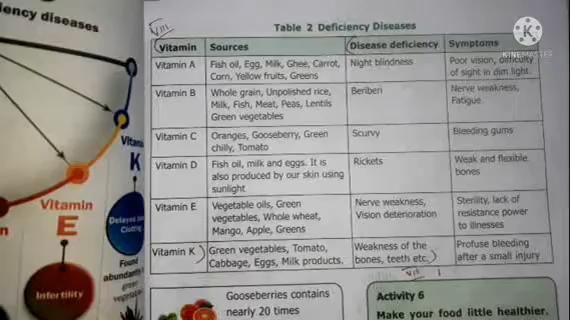 iency diseases
VIII
Table 2 Deficiency Diseases
KINEMASTER
Vitamin Sources Disease deficiency Symptoms
Vitamin A Fish oil, Egg, Milk, Ghee, Carrot, Night blindness Poor vision, difficulty
Corn, Yellow fruits, Greens of sight in dim light.
Vitamin B Whole grain, Unpolished rice, Beriberi Nerve weakness,
Milk, Fish, Meat, Peas, Lentils Fatigue.
Green vegetables
Vitamin C Oranges, Gooseberry, Green Scurvy Bleeding gums
chilly, Tomato
Vitamin D Fish oil, milk and eggs. It is Rickets Weak and flexible
also produced by our skin using bones
sunlight
Vitamin E Vegetable oils, Green Nerve weakness, Sterility, lack of
vegetables, Whole wheat, Vision deterioration resistance power
Mango, Apple, Greens to illnesses
Vitamin K Green vegetables, Tomato, Weakness of the Profuse bleeding
Cabbage, Eggs, Milk products. bones, teeth etc. after a small injury
Vitam
K
Vitamin
E
Delayed
Clotting
Found
abundant
green
vegetable
Infertility
Gooseberries contains
nearly 20 times
Activity 6
Make your food little healthier.